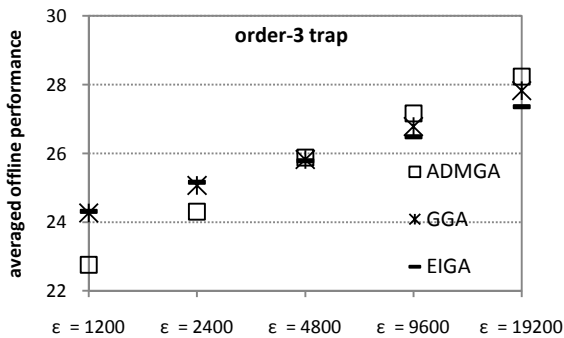 order-3 trap
averaged offline performance
30
28
26
24
22
ADMGA
GGA
EIGA
ε = 1200 ε = 2400 ε = 4800 ε = 9600 ε = 19200